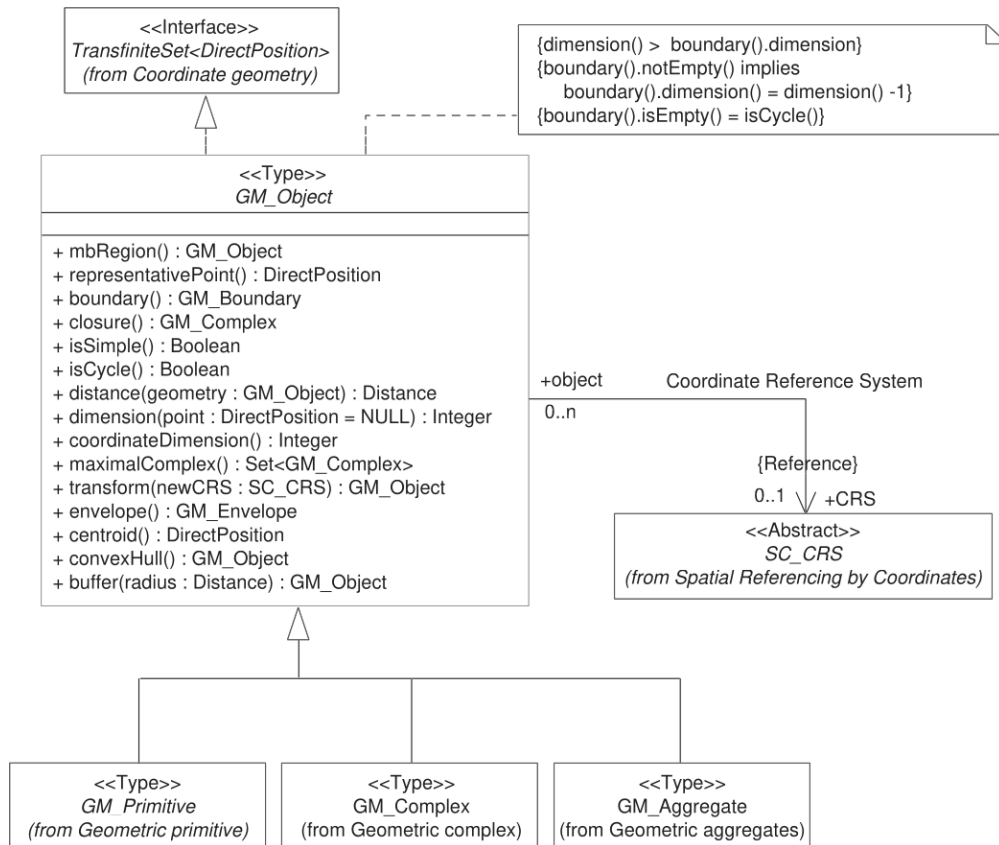 <<Interface>>
TransfiniteSet<DirectPosition>
(from Coordinate geometry)
{dimension() > boundary().dimension}
{boundary().notEmpty() implies
boundary().dimension() = dimension() -1}
{boundary().isEmpty() = isCycle()}
<<Type>>
GM_Object
+ mbRegion() : GM_Object
+ representativePoint() : DirectPosition
+ boundary() : GM_Boundary
+ closure() : GM_Complex
+ isSimple() : Boolean
+ isCycle() : Boolean
+ distance(geometry : GM_Object) : Distance
+ dimension(point : DirectPosition = NULL) : Integer
+ coordinateDimension() : Integer
+ maximalComplex() : Set<GM_Complex>
+ transform(newCRS : SC_CRS) : GM_Object
+ envelope() : GM_Envelope
+ centroid() : DirectPosition
+ convexHull() : GM_Object
+ buffer(radius : Distance) : GM_Object
+object
0..n
Coordinate Reference System
{Reference}
0..1
+CRS
<<Abstract>>
SC_CRS
(from Spatial Referencing by Coordinates)
<<Type>>
GM_Primitive
(from Geometric primitive)
<<Type>>
GM_Complex
(from Geometric complex)
<<Type>>
GM_Aggregate
(from Geometric aggregates)